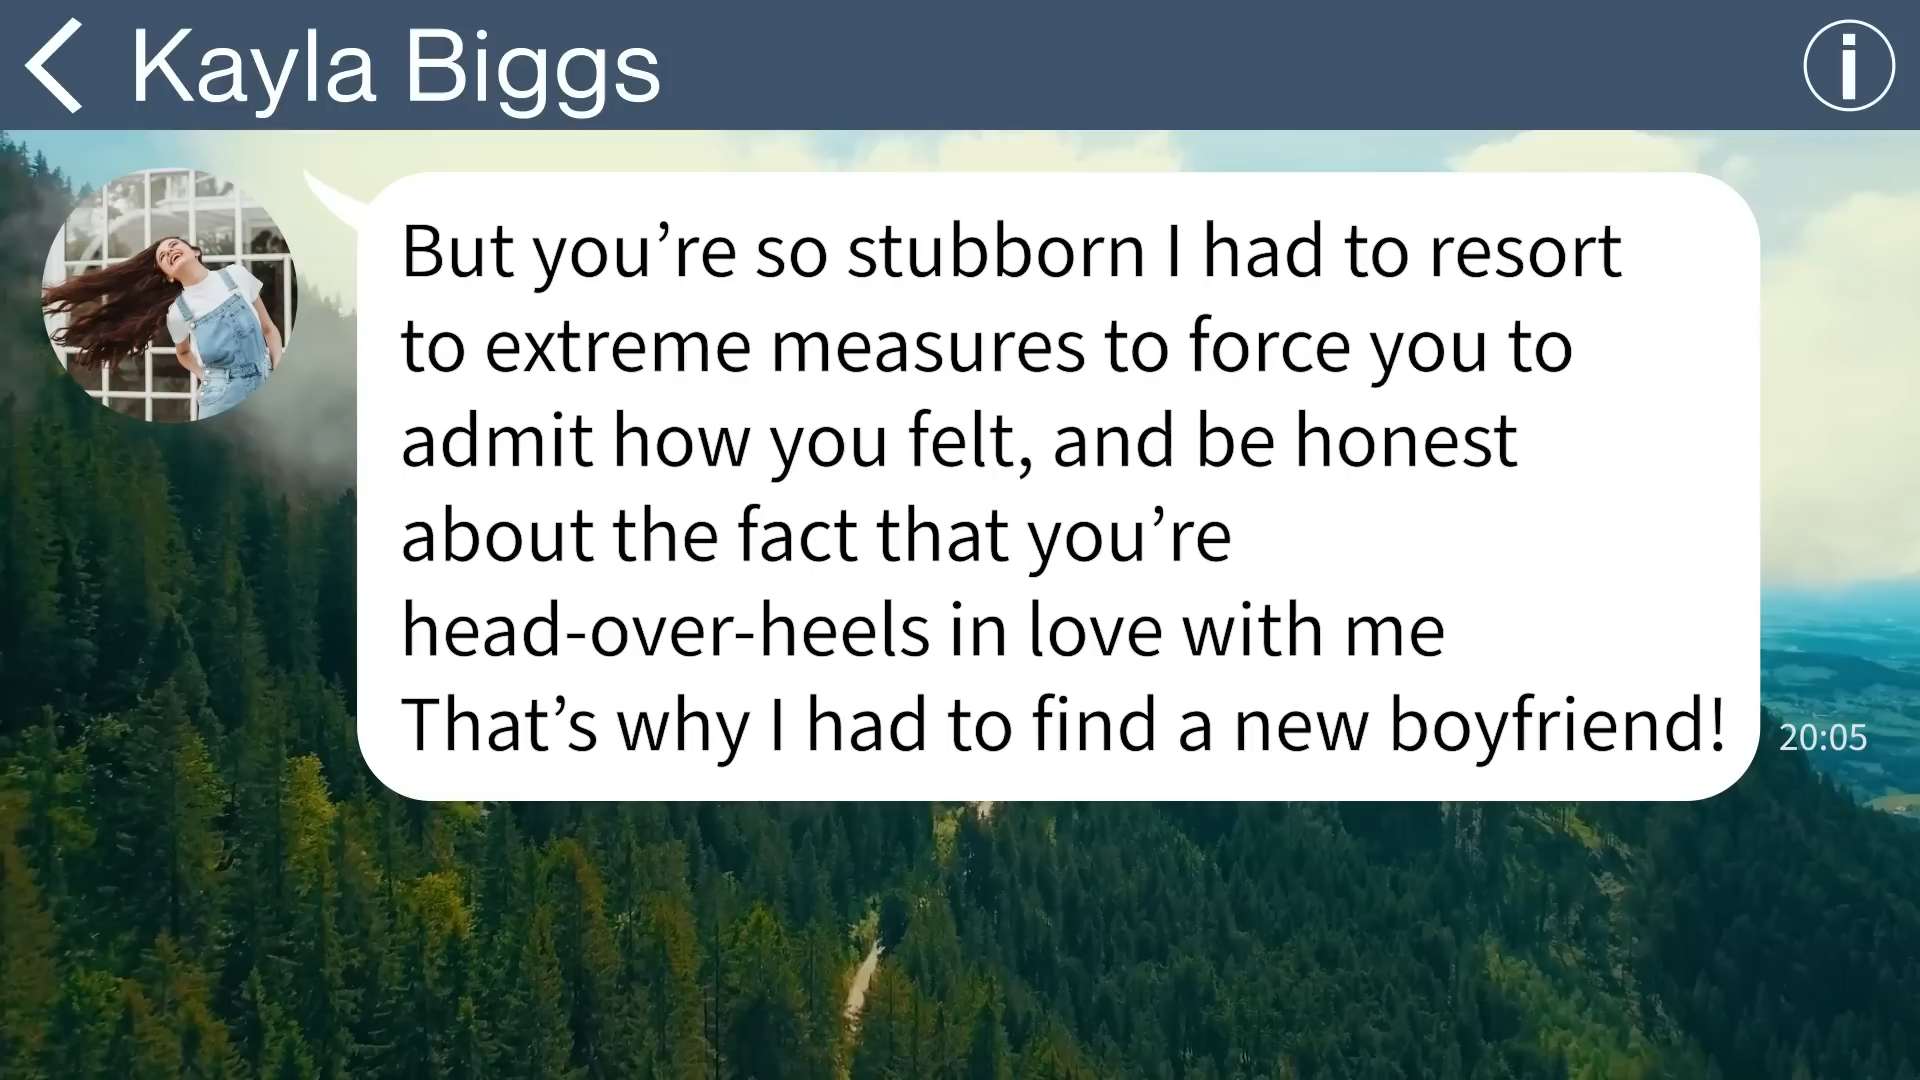 Kayla Biggs
But you’re so stubborn I had to resort
to extreme measures to force you to
admit how you felt, and be honest
about the fact that you’re
head-over-heels in love with me
That’s why I had to find a new boyfriend!
20:05